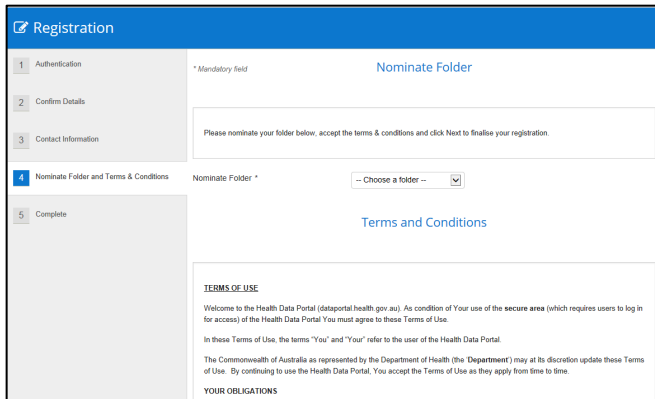 Registration
1 Authentication
2 Confirm Details
3 Contact Information
4 Nominate Folder and Terms & Conditions
5 Complete
* Mandatory field
Nominate Folder
Please nominate your folder below, accept the terms & conditions and click Next to finalise your registration.
Nominate Folder *
-- Choose a folder --
Terms and Conditions
TERMS OF USE
Welcome to the Health Data Portal (dataportal.health.gov.au). As condition of Your use of the secure area (which requires users to log in
for access) of the Health Data Portal You must agree to these Terms of Use.
In these Terms of Use, the terms “You” and “Your” refer to the user of the Health Data Portal.
The Commonwealth of Australia as represented by the Department of Health (the ‘Department’) may at its discretion update these Terms
of Use. By continuing to use the Health Data Portal, You accept the Terms of Use as they apply from time to time.
YOUR OBLIGATIONS